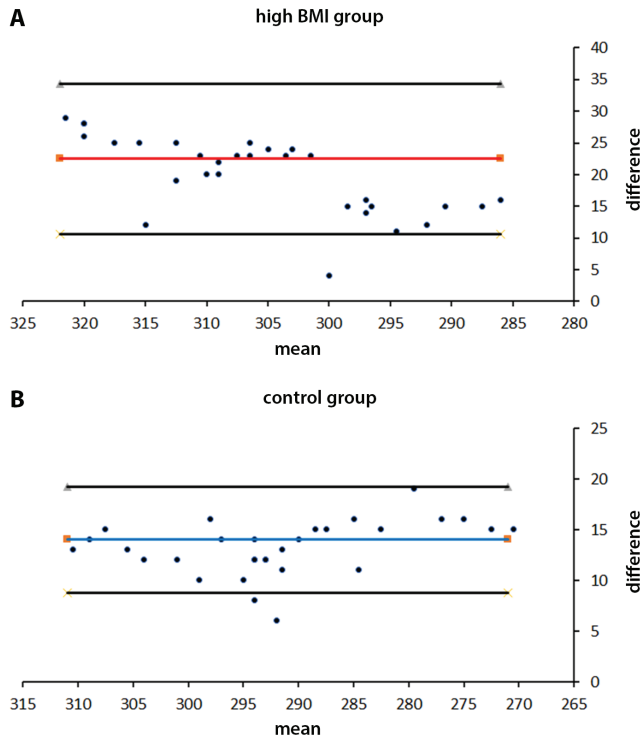 A
high BMI group
40
35
30
25
20
15
10
5
0
difference
325 320 315 310 305 300 295 290 285 280
mean
B
control group
25
20
15
10
5
0
difference
315 310 305 300 295 290 285 280 275 270 265
mean